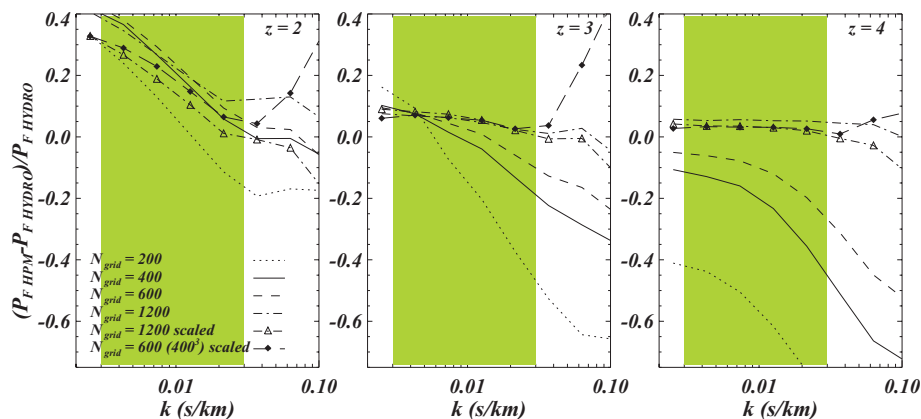 (P_F HPM-P_F HYDRO)/P_F HYDRO
0.4
0.2
0.0
-0.2
-0.4
-0.6
z=2
N_grid = 200
N_grid = 400
N_grid = 600
N_grid = 1200
N_grid = 1200 scaled
N_grid = 600 (400³) scaled
0.01
0.10
k (s/km)
0.4
0.2
0.0
-0.2
-0.4
-0.6
z=3
0.01
0.10
k (s/km)
0.4
0.2
0.0
-0.2
-0.4
-0.6
z=4
0.01
0.10
k (s/km)